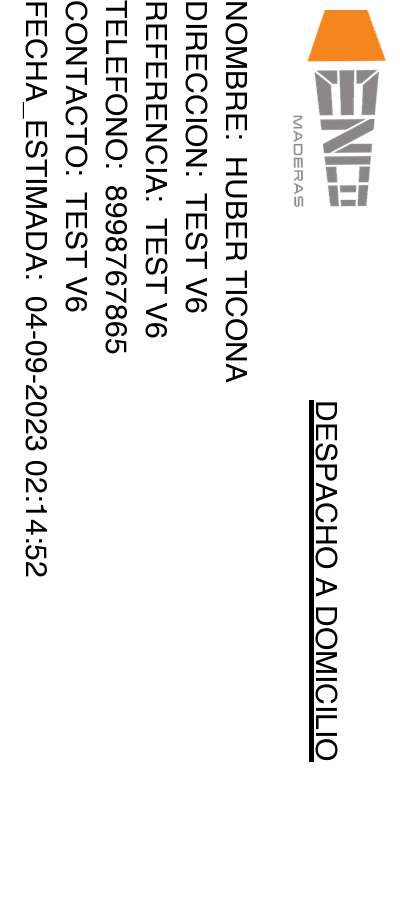 ENCO
MADERAS
DESPACHO A DOMICILIO
NOMBRE: HUBER TICONA
DIRECCION: TEST V6
REFERENCIA: TEST V6
TELEFONO: 8998767865
CONTACTO: TEST V6
FECHA_ESTIMADA: 04-09-2023 02:14:52